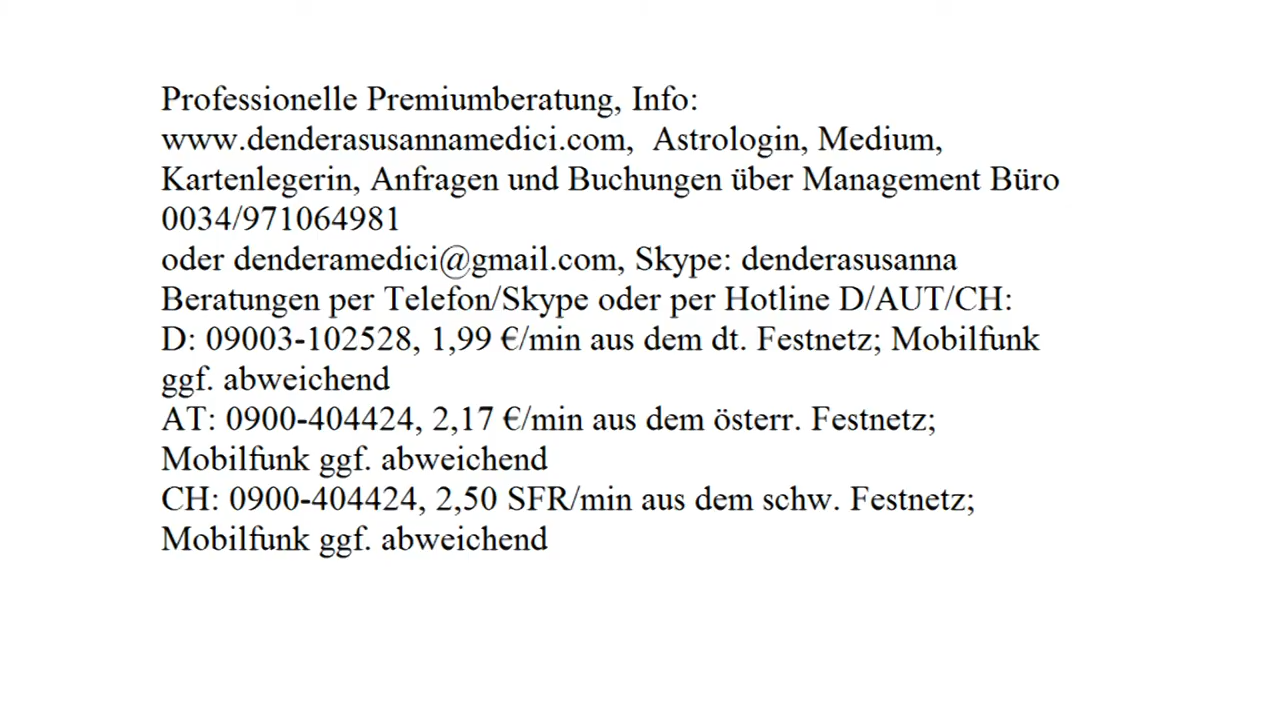 Professionelle Premiumberatung, Info:
www.denderasusannamedici.com,  Astrologin, Medium,
Kartenlegerin, Anfragen und Buchungen über Management Büro
0034/971064981
oder denderamedici@gmail.com, Skype: denderasusanna
Beratungen per Telefon/Skype oder per Hotline D/AUT/CH:
D: 09003-102528, 1,99 €/min aus dem dt. Festnetz; Mobilfunk
ggf. abweichend
AT: 0900-404424, 2,17 €/min aus dem österr. Festnetz;
Mobilfunk ggf. abweichend
CH: 0900-404424, 2,50 SFR/min aus dem schw. Festnetz;
Mobilfunk ggf. abweichend